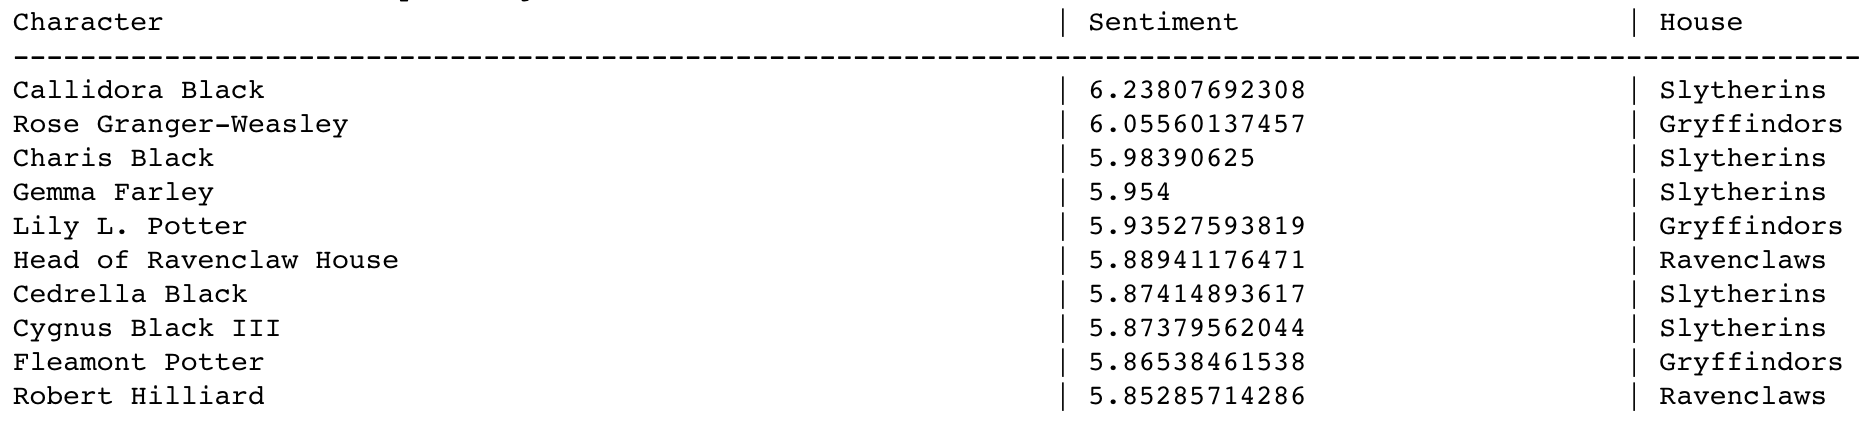 Character | Sentiment | House
--------------------------------------------------------------------------------------------------------------
Callidora Black | 6.23807692308 | Slytherins
Rose Granger-Weasley | 6.05560137457 | Gryffindors
Charis Black | 5.98390625 | Slytherins
Gemma Farley | 5.954 | Slytherins
Lily L. Potter | 5.93527593819 | Gryffindors
Head of Ravenclaw House | 5.88941176471 | Ravenclaws
Cedrella Black | 5.87414893617 | Slytherins
Cygnus Black III | 5.87379562044 | Slytherins
Fleamont Potter | 5.86538461538 | Gryffindors
Robert Hilliard | 5.85285714286 | Ravenclaws